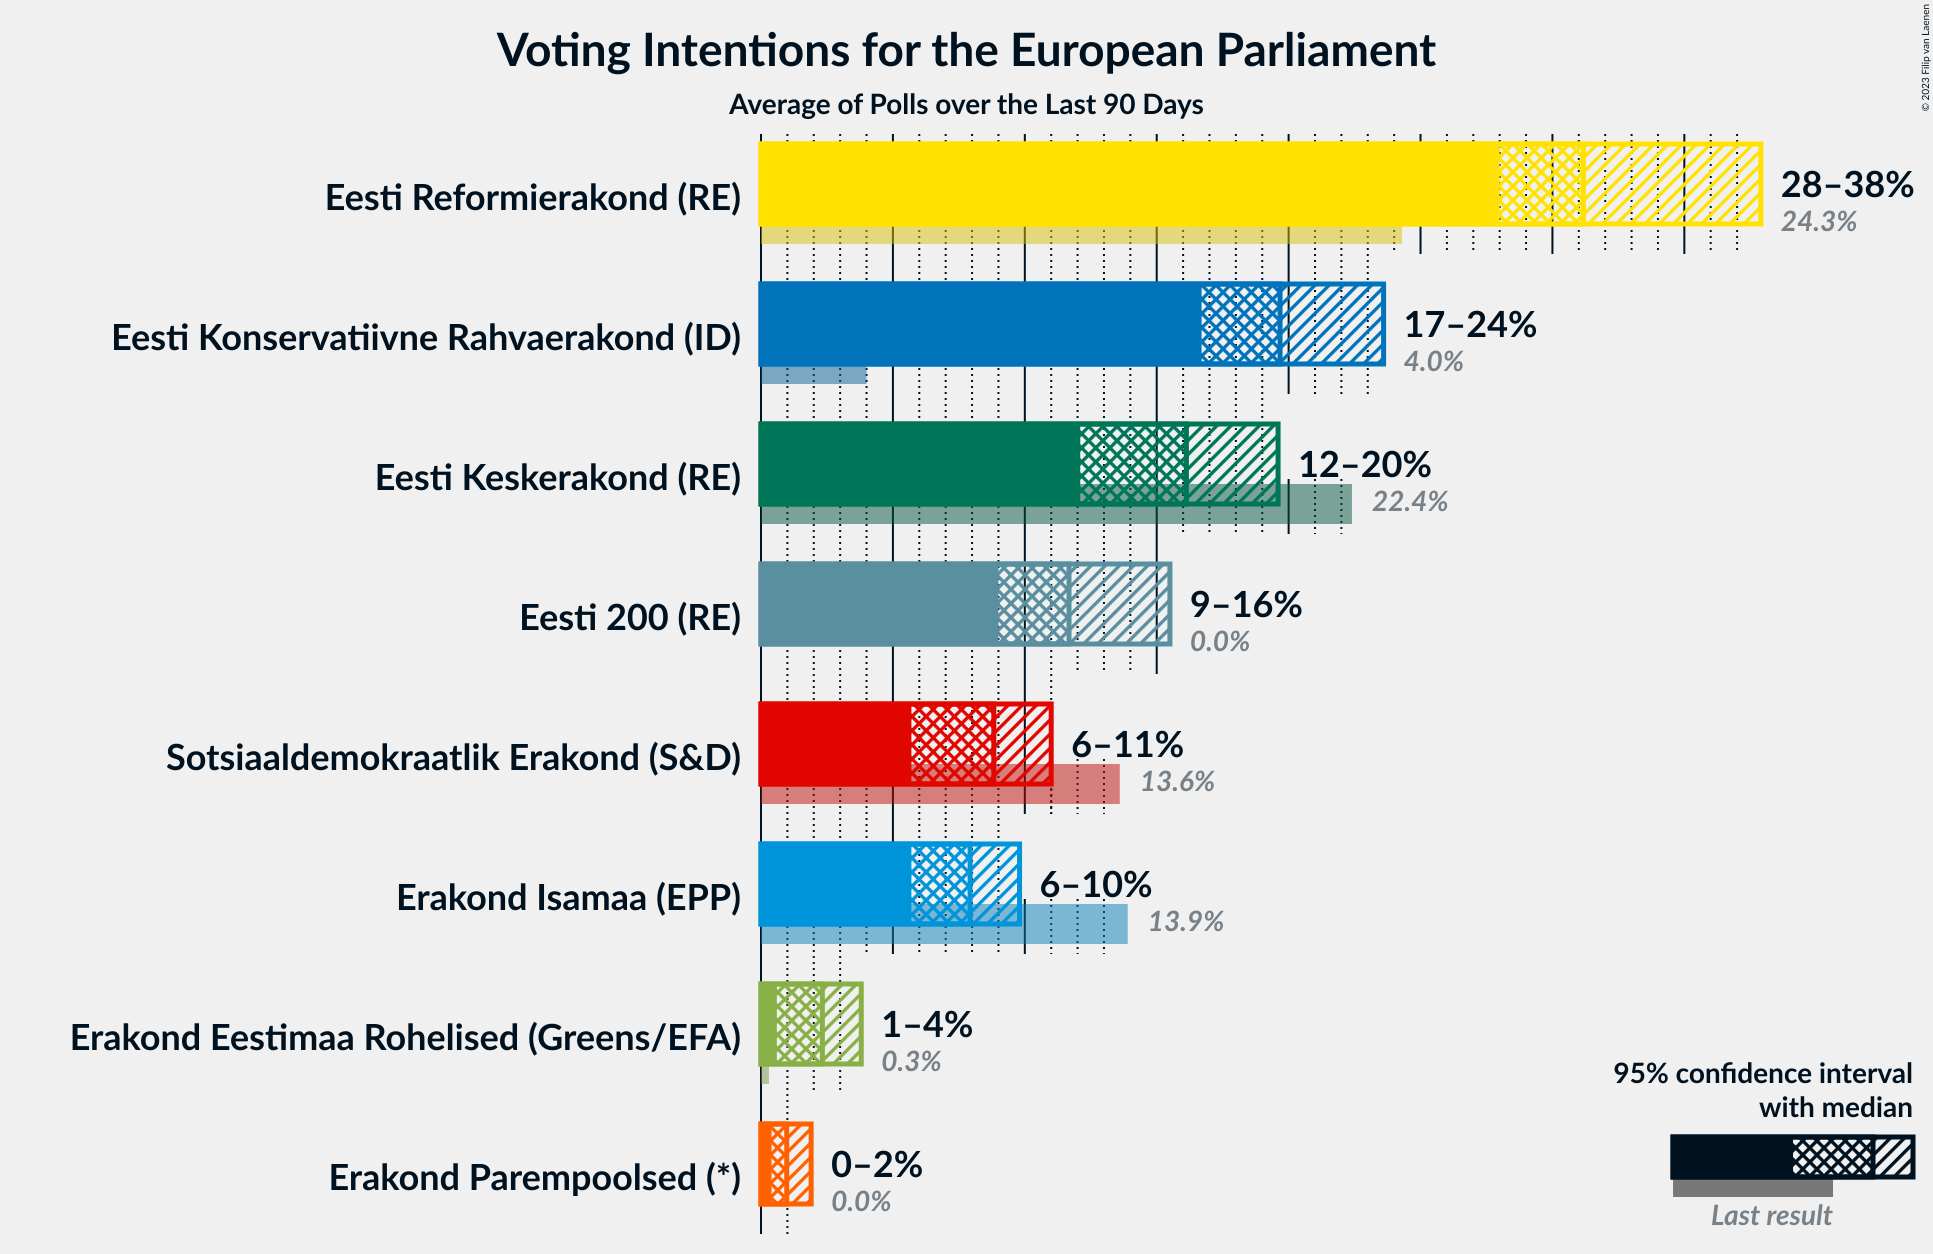 Voting Intentions for the European Parliament
Average of Polls over the Last 90 Days
© 2023 Filip van Laenen
Eesti Reformierakond (RE)
28–38%
24.3%
Eesti Konservatiivne Rahvaerakond (ID)
17–24%
4.0%
Eesti Keskerakond (RE)
12–20%
22.4%
Eesti 200 (RE)
9–16%
0.0%
Sotsiaaldemokraatlik Erakond (S&D)
6–11%
13.6%
Erakond Isamaa (EPP)
6–10%
13.9%
Erakond Eestimaa Rohelised (Greens/EFA)
1–4%
0.3%
Erakond Parempoolsed (*)
0–2%
0.0%
95% confidence interval
with median
Last result